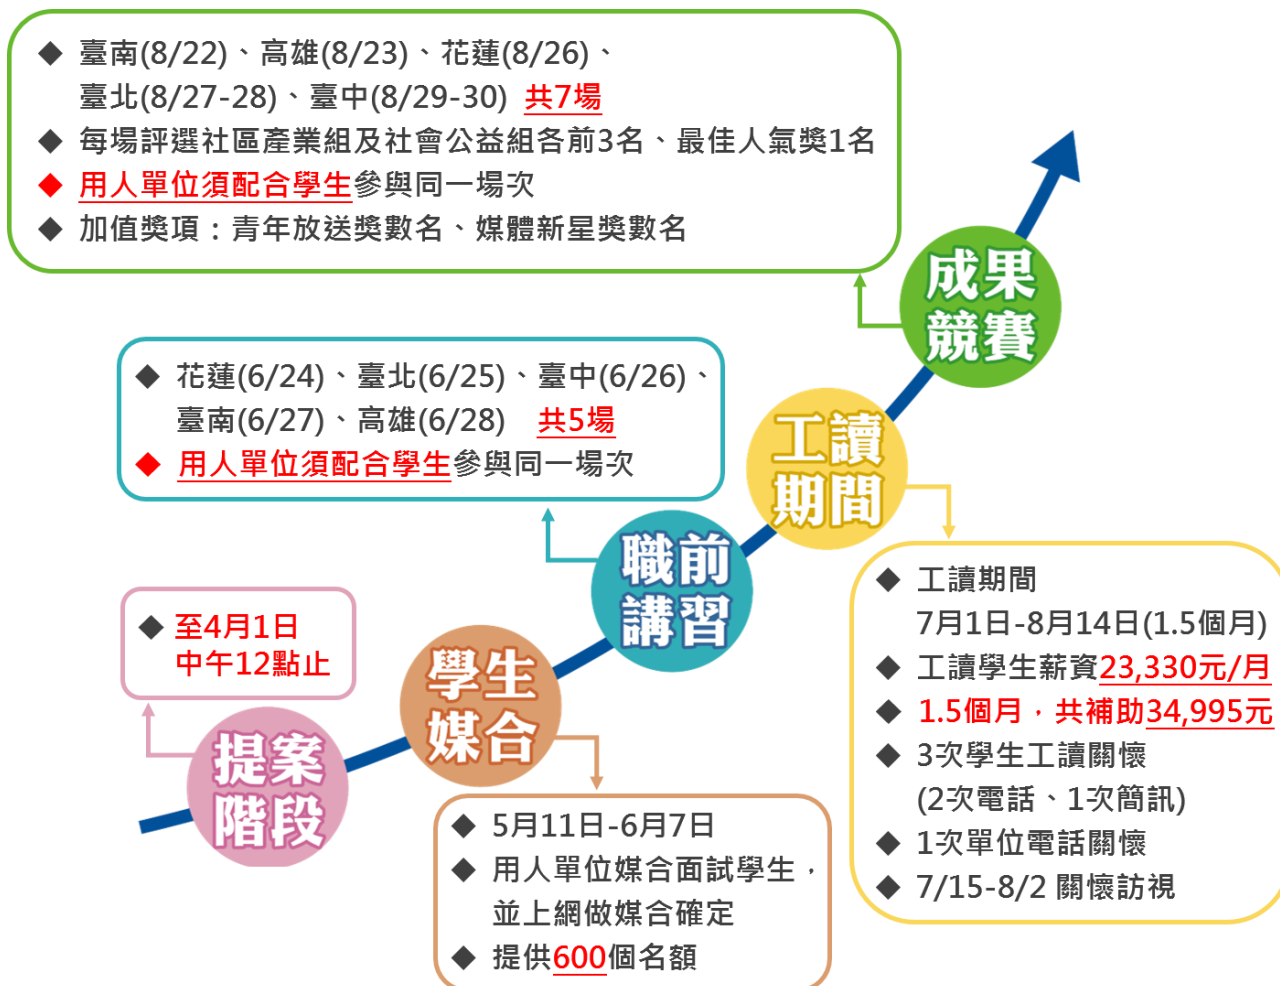 ◆ 臺南(8/22)、高雄(8/23)、花蓮(8/26)、
臺北(8/27-28)、臺中(8/29-30) 共7場
◆ 每場評選社區產業組及社會公益組各前3名、最佳人氣獎1名
◆ 用人單位須配合學生參與同一場次
◆ 加值獎項：青年放送獎數名、媒體新星獎數名
成果
競賽
◆ 花蓮(6/24)、臺北(6/25)、臺中(6/26)、
臺南(6/27)、高雄(6/28) 共5場
◆ 用人單位須配合學生參與同一場次
工讀
期間
職前
講習
◆ 工讀期間
7月1日-8月14日(1.5個月)
◆ 工讀學生薪資23,330元/月
◆ 1.5個月，共補助34,995元
◆ 3次學生工讀關懷
(2次電話、1次簡訊)
◆ 1次單位電話關懷
◆ 7/15-8/2 關懷訪視
◆ 至4月1日
中午12點止
學生
媒合
提案
階段
◆ 5月11日-6月7日
◆ 用人單位媒合面試學生，
並上網做媒合確定
◆ 提供600個名額